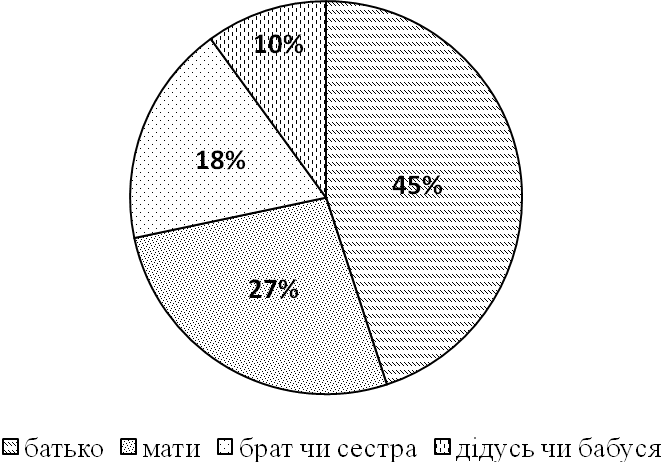 10%
18%
45%
27%
батько мати брат чи сестра дідусь чи бабуся